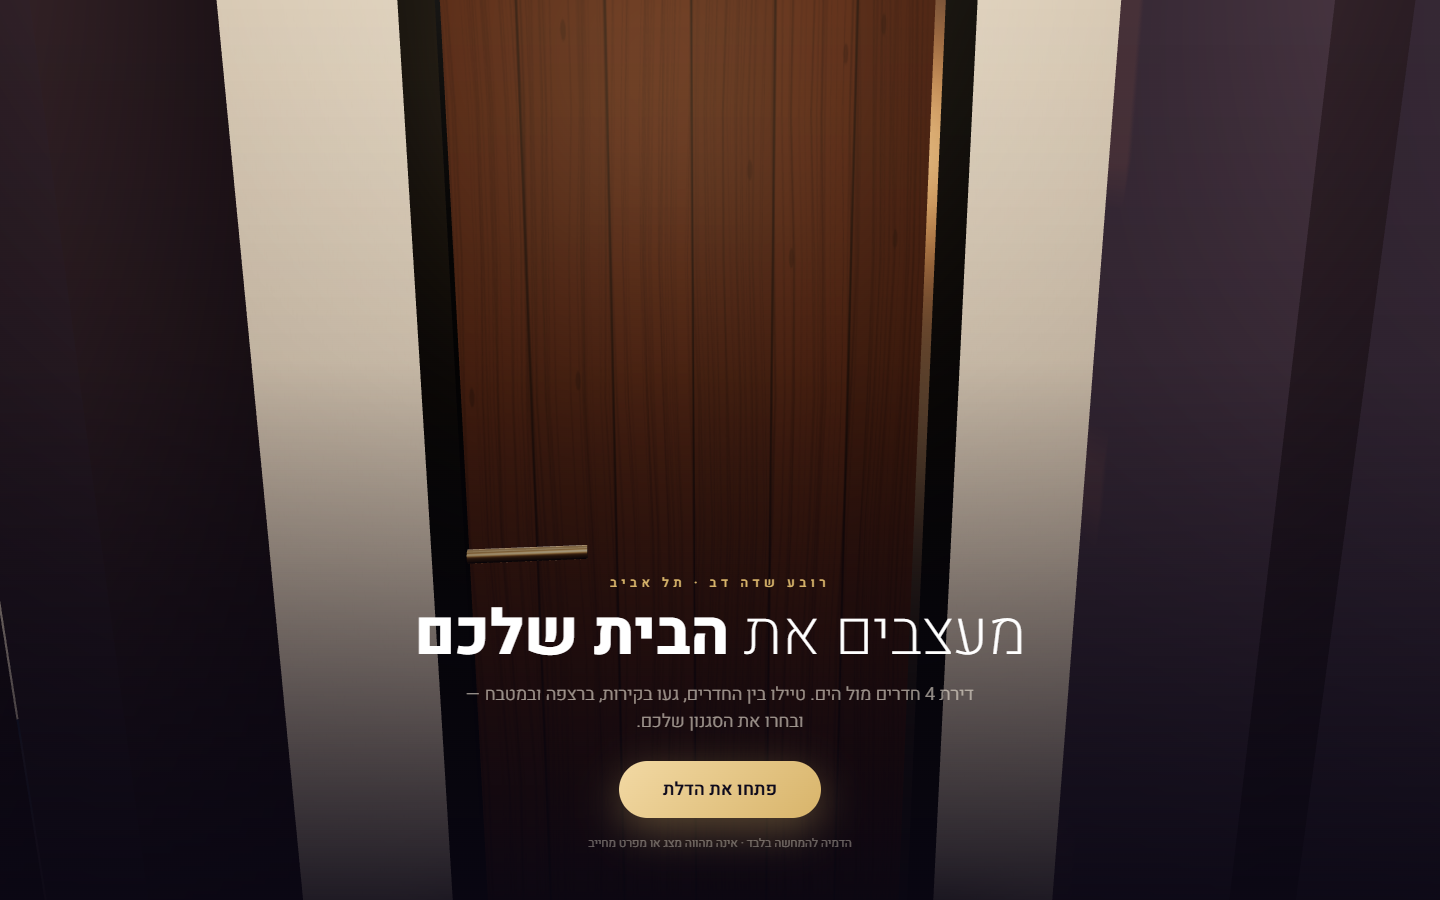 רובע שדה דב · תל אביב
מעצבים את הבית שלכם
דירת 4 חדרים מול הים. טיילו בין החדרים, געו בקירות, ברצפה ובמטבח —
ובחרו את הסגנון שלכם.
פתחו את הדלת
הדמיה להמחשה בלבד · אינה מהווה מצג או מפרט מחייב